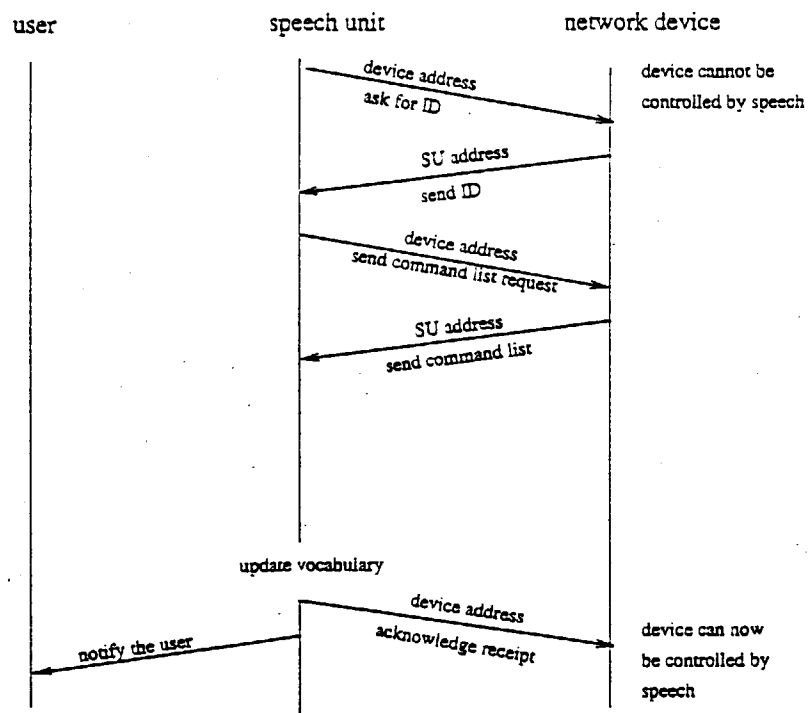 user
speech unit
network device
device address
ask for ID
device cannot be
controlled by speech
SU address
send ID
device address
send command list request
SU address
send command list
update vocabulary
device address
acknowledge receipt
notify the user
device can now
be controlled by
speech